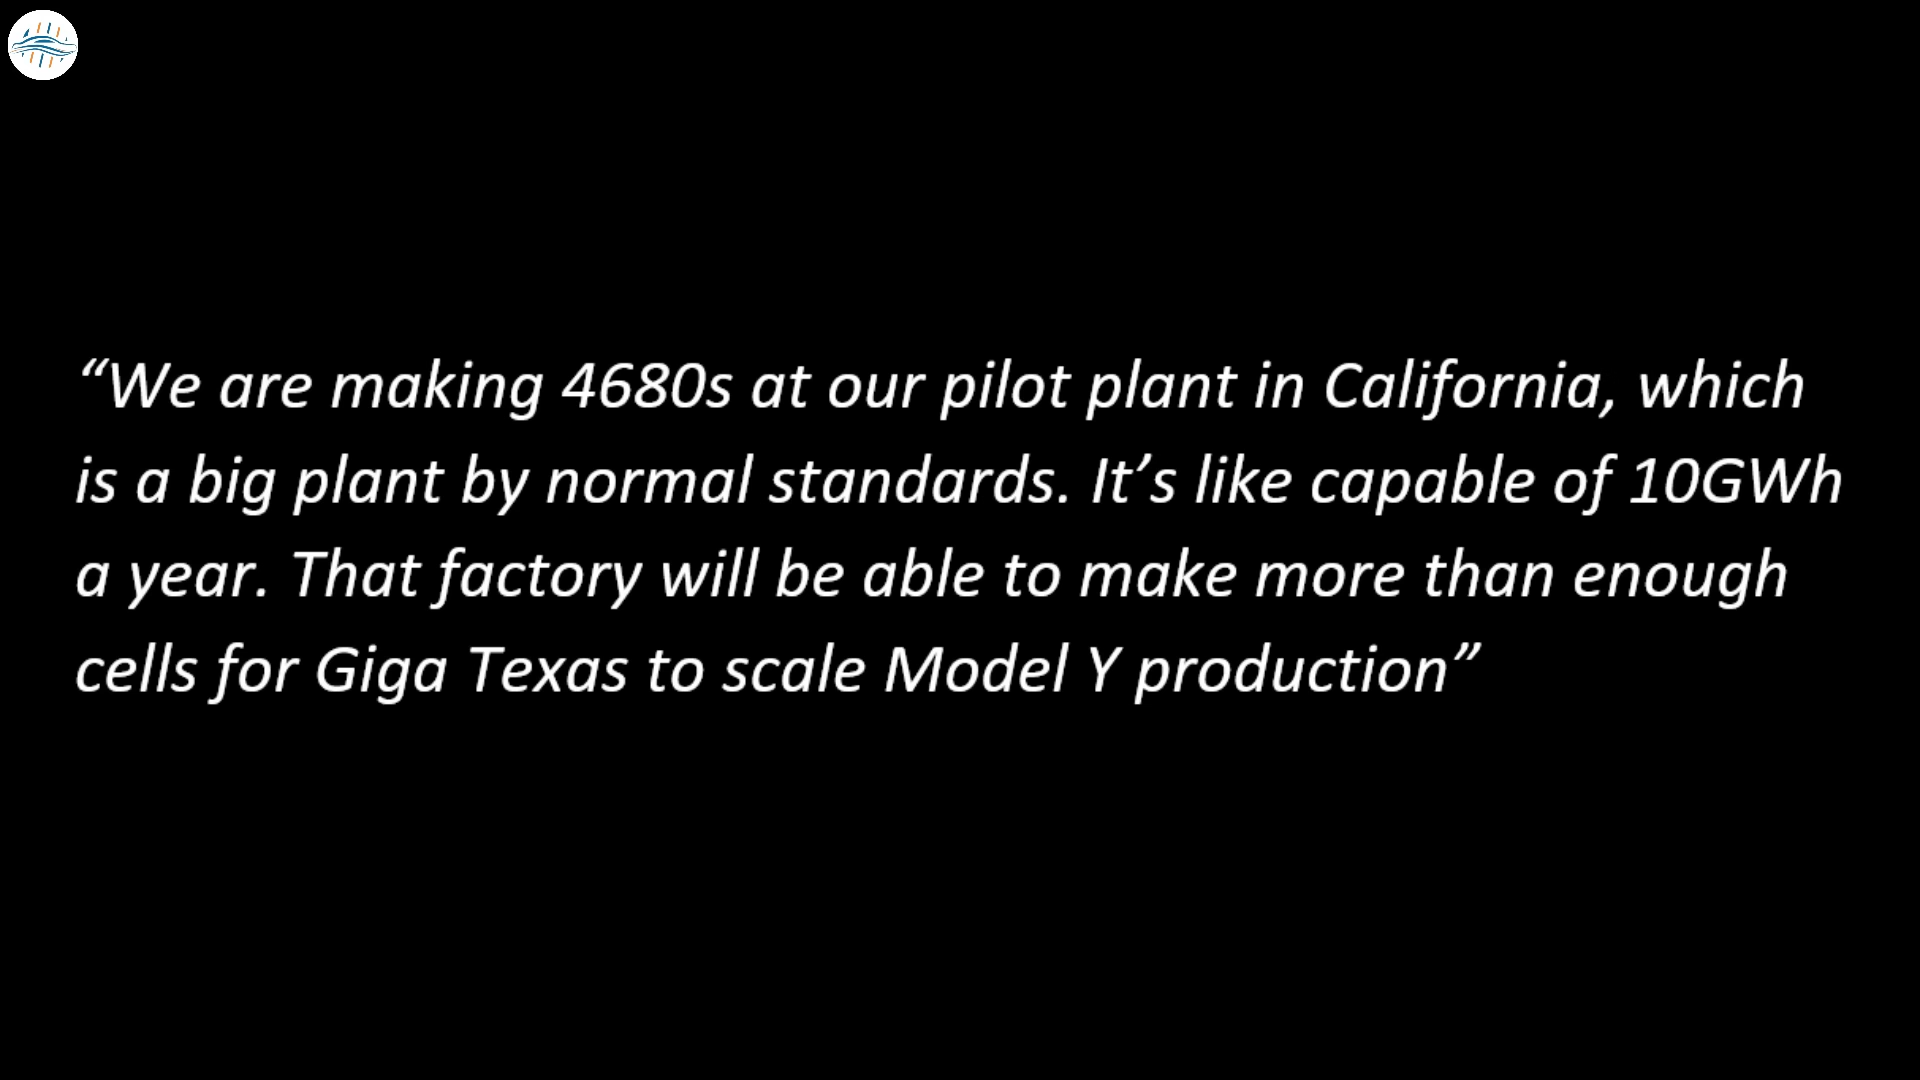 “We are making 4680s at our pilot plant in California, which
is a big plant by normal standards. It’s like capable of 10GWh
a year. That factory will be able to make more than enough
cells for Giga Texas to scale Model Y production”